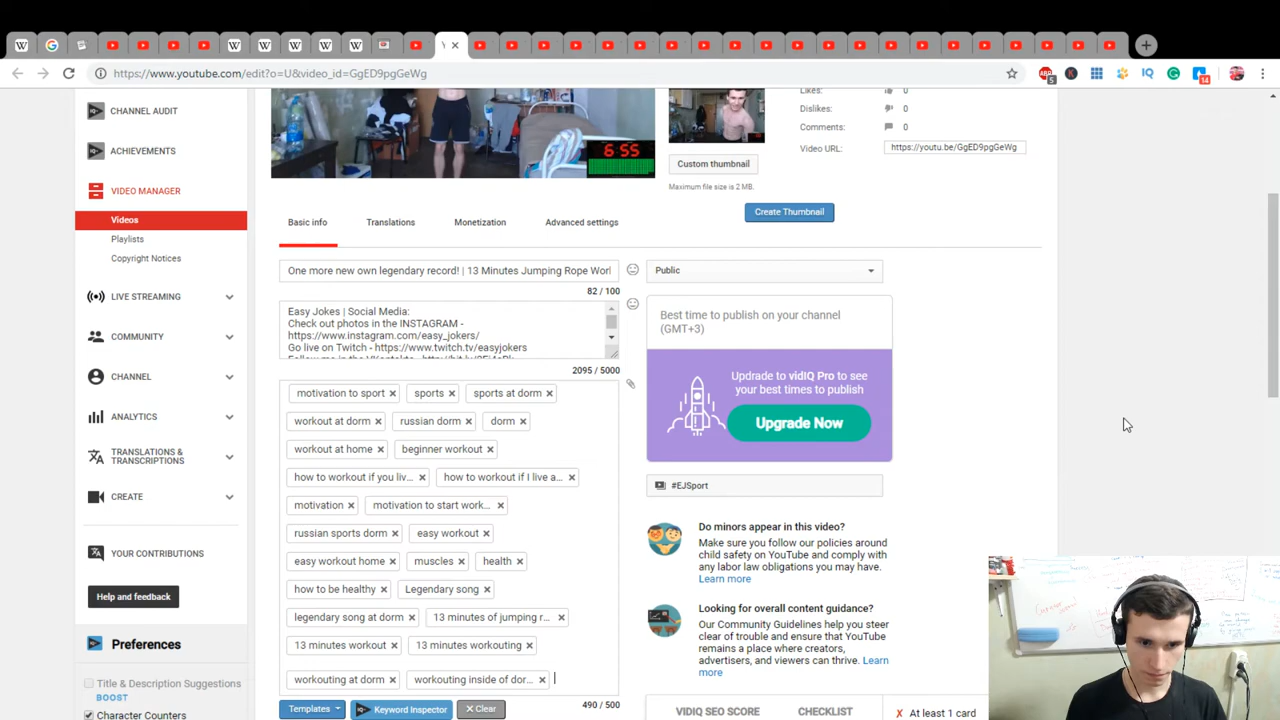 https://www.youtube.com/edit?o=U&video_id=GgED9pgGeWg
5
IQ
14
CHANNEL AUDIT
ACHIEVEMENTS
VIDEO MANAGER
Videos
Playlists
Copyright Notices
LIVE STREAMING
COMMUNITY
CHANNEL
ANALYTICS
TRANSLATIONS &
TRANSCRIPTIONS
CREATE
YOUR CONTRIBUTIONS
Help and feedback
Preferences
Title & Description Suggestions
BOOST
Character Counters
6:55
Custom thumbnail
Maximum file size is 2 MB.
Create Thumbnail
Likes: 0
Dislikes: 0
Comments: 0
Video URL: https://youtu.be/GgED9pgGeWg
Basic info Translations Monetization Advanced settings
One more new own legendary record! | 13 Minutes Jumping Rope Worl
82 / 100
Easy Jokes | Social Media:
Check out photos in the INSTAGRAM -
https://www.instagram.com/easy_jokers/
Go live on Twitch - https://www.twitch.tv/easyjokers
2095 / 5000
motivation to sport × sports × sports at dorm ×
workout at dorm × russian dorm × dorm ×
workout at home × beginner workout ×
how to workout if you liv... × how to workout if I live a... ×
motivation × motivation to start work... ×
russian sports dorm × easy workout ×
easy workout home × muscles × health ×
how to be healthy × Legendary song ×
legendary song at dorm × 13 minutes of jumping r... ×
13 minutes workout × 13 minutes workouting ×
workouting at dorm × workouting inside of dor... ×
Templates Keyword Inspector × Clear 490 / 500
Public
Best time to publish on your channel
(GMT+3)
Upgrade to vidIQ Pro to see
your best times to publish
Upgrade Now
#EJSport
Do minors appear in this video?
Make sure you follow our policies around
child safety on YouTube and comply with
any labor law obligations you may have.
Learn more
Looking for overall content guidance?
Our Community Guidelines help you steer
clear of trouble and ensure that YouTube
remains a place where creators,
advertisers, and viewers can thrive. Learn
more
VIDIQ SEO SCORE CHECKLIST
✗ At least 1 card